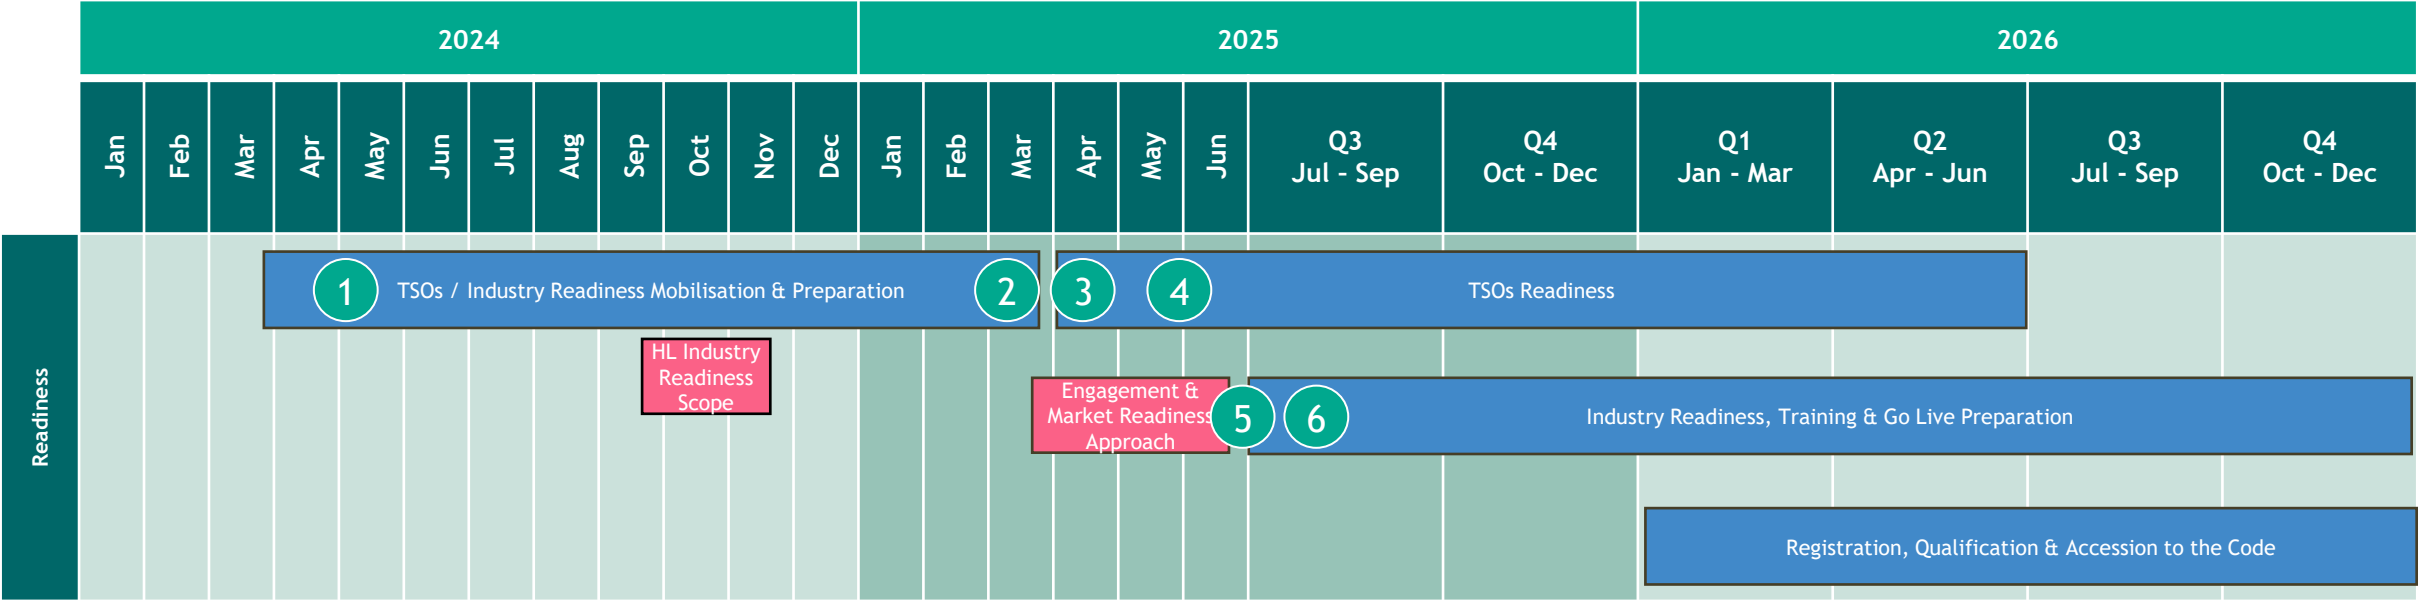 2024
2025
2026
Jan
Feb
Mar
Apr
May
Jun
Jul
Aug
Sep
Oct
Nov
Dec
Jan
Feb
Mar
Apr
May
Jun
Q3
Jul - Sep
Q4
Oct - Dec
Q1
Jan - Mar
Q2
Apr - Jun
Q3
Jul - Sep
Q4
Oct - Dec
Readiness
1
TSOs / Industry Readiness Mobilisation & Preparation
2
3
4
TSOs Readiness
HL Industry
Readiness
Scope
Engagement &
Market Readiness
Approach
5
6
Industry Readiness, Training & Go Live Preparation
Registration, Qualification & Accession to the Code